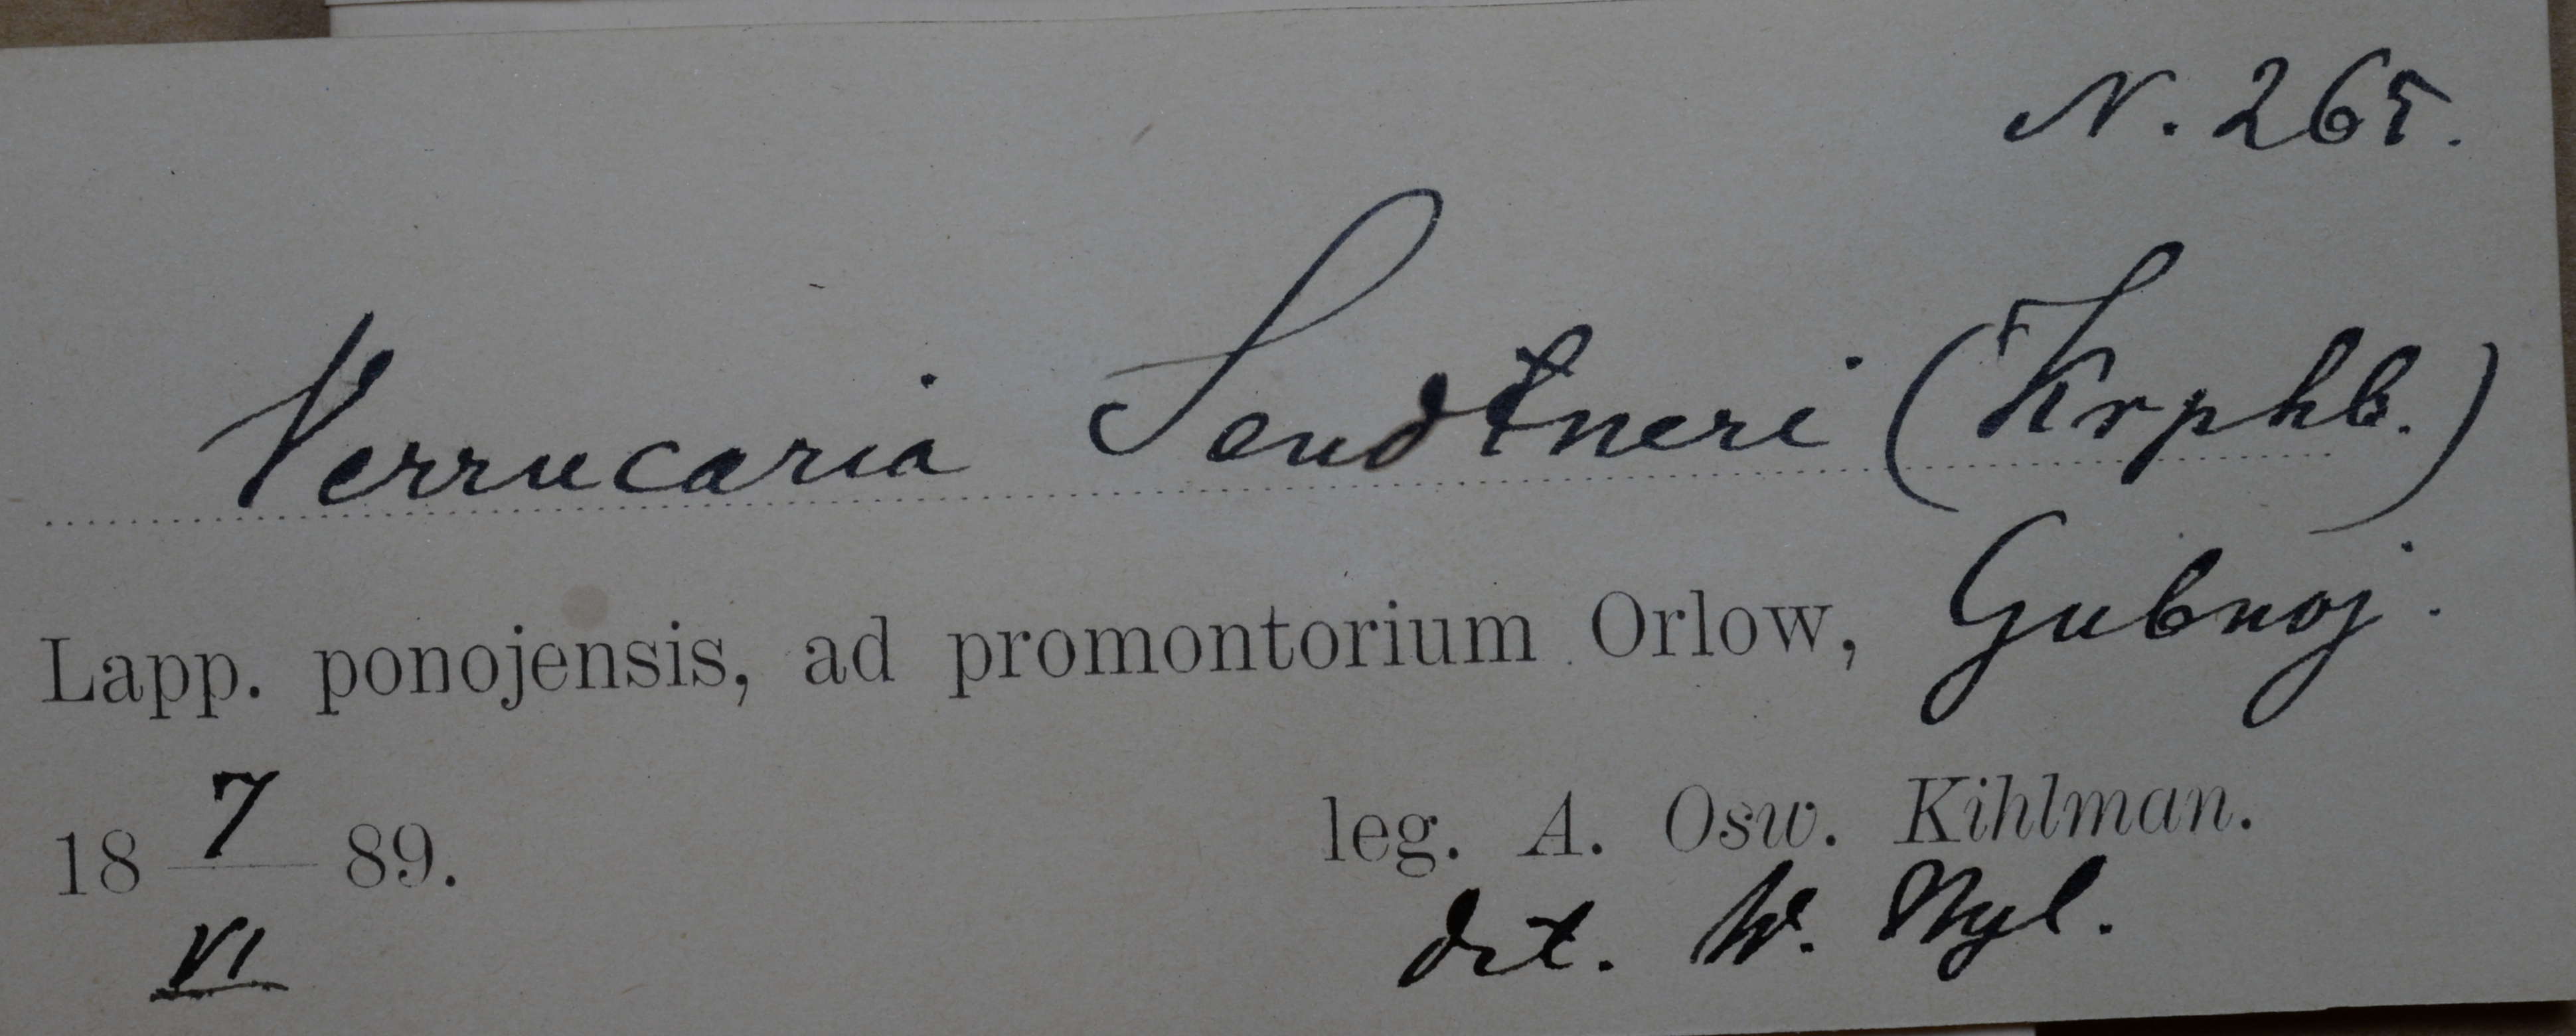 N. 265.
Verrucaria Sendtneri (Krphb.)
Lapp. ponojensis, ad promontorium Orlow, Gubnoj.
18 7/VI 89.
leg. A. Osw. Kihlman.
det. W. Nyl.